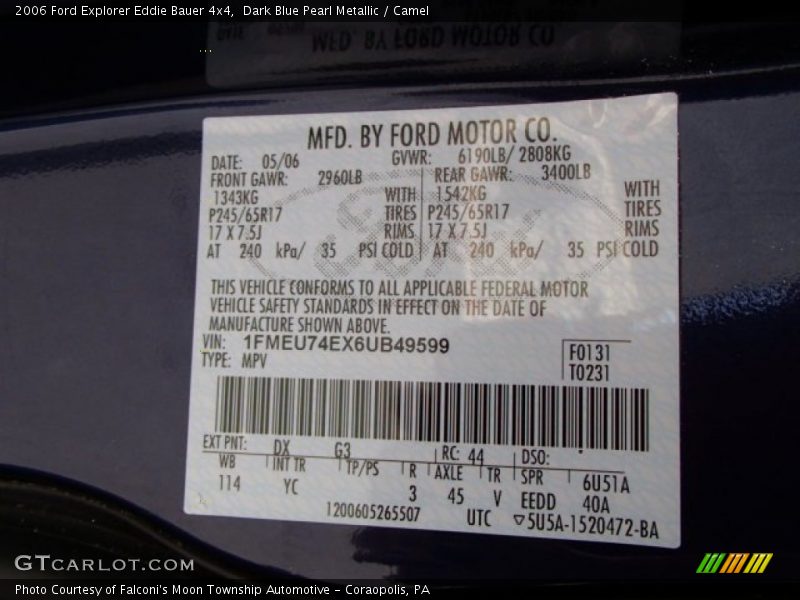 2006 Ford Explorer Eddie Bauer 4x4, Dark Blue Pearl Metallic / Camel
MFD. BY FORD MOTOR CO.
MFD. BY FORD MOTOR CO.
DATE: 05/06 GVWR: 6190LB/ 2808KG
FRONT GAWR: 2960LB REAR GAWR: 3400LB
1343KG WITH 1542KG WITH
P245/65R17 TIRES P245/65R17 TIRES
17 X 7.5J RIMS 17 X 7.5J RIMS
AT 240 kPa/ 35 PSI COLD AT 240 kPa/ 35 PSI COLD
THIS VEHICLE CONFORMS TO ALL APPLICABLE FEDERAL MOTOR
VEHICLE SAFETY STANDARDS IN EFFECT ON THE DATE OF
MANUFACTURE SHOWN ABOVE.
VIN: 1FMEU74EX6UB49599
TYPE: MPV
F0131
T0231
EXT PNT: DX G3 RC: 44 DSO:
WB INT TR TP/PS R AXLE TR SPR 6U51A
114 YC 3 45 V EEDD 40A
1200605265507 UTC ▽5U5A-1520472-BA
GTCARLOT.COM
Photo Courtesy of Falconi's Moon Township Automotive - Coraopolis, PA